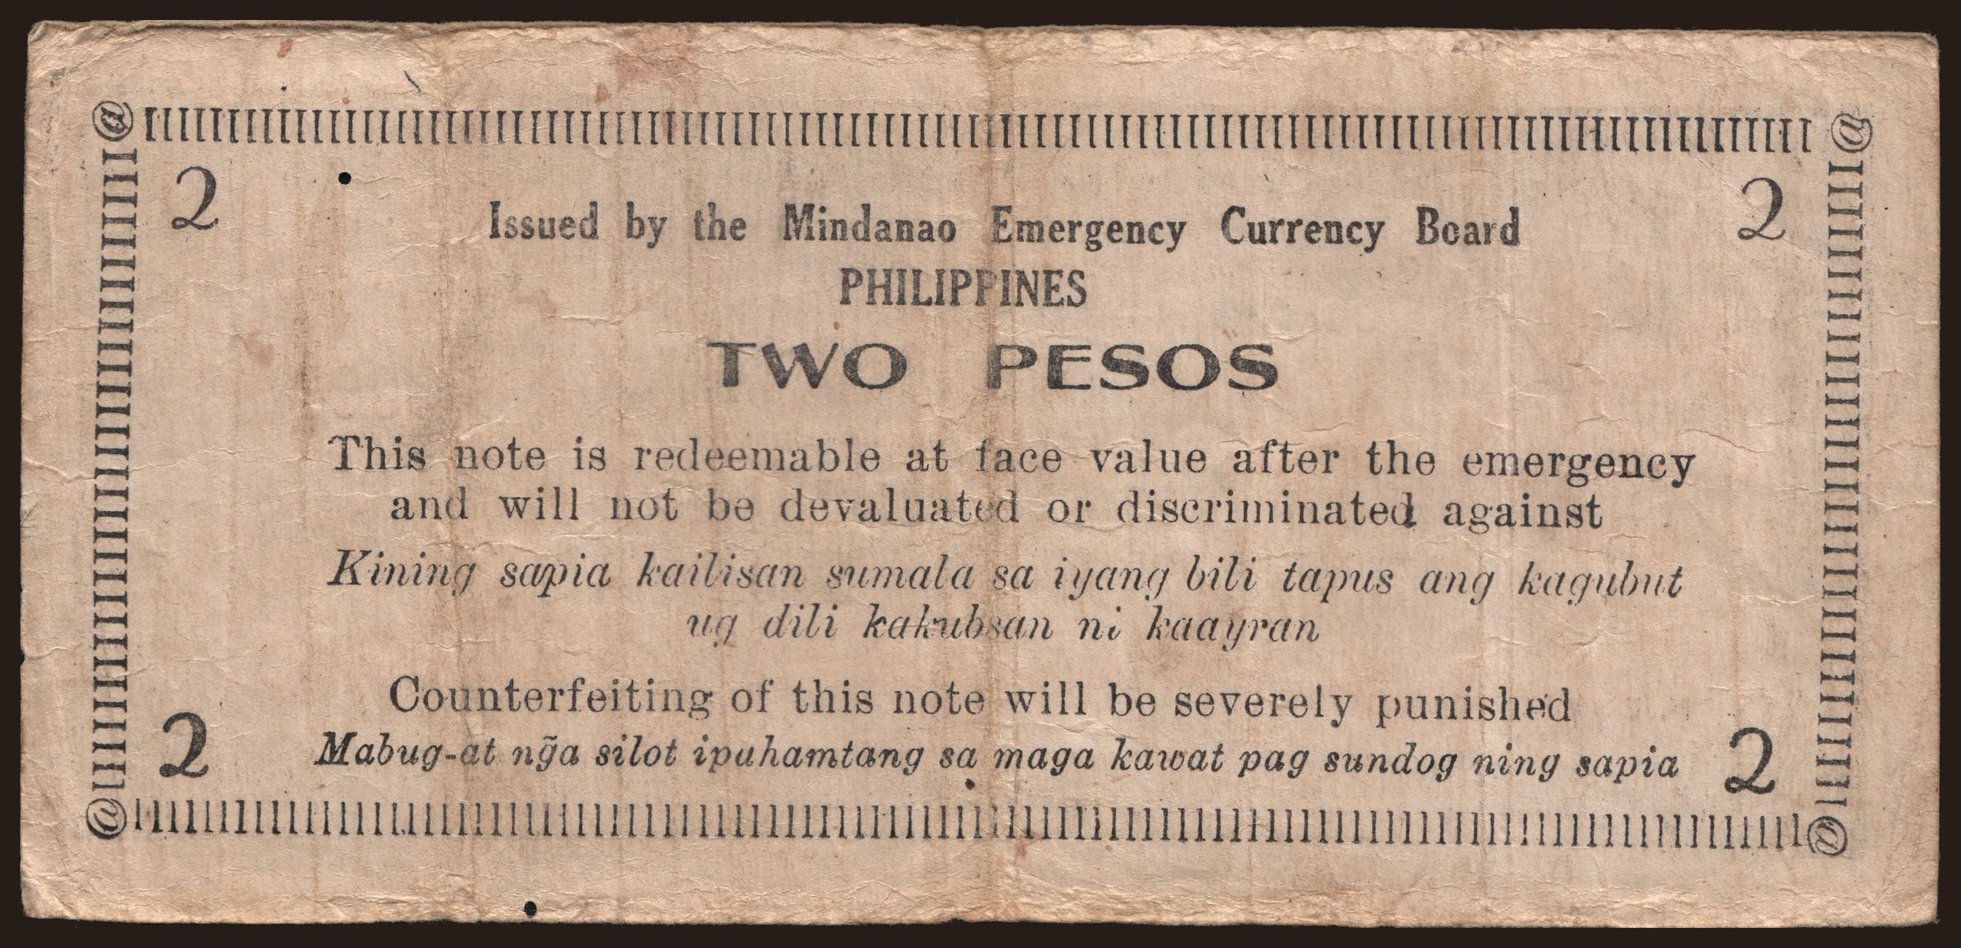 2 2
Issued by the Mindanao Emergency Currency Board
PHILIPPINES
TWO PESOS
This note is redeemable at face value after the emergency
and will not be devaluated or discriminated against
Kining sapia kailisan sumala sa iyang bili tapus ang kagubut
ug dili kakubsan ni kaayran
Counterfeiting of this note will be severely punished
Mabug-at ng̃a silot ipahamtang sa maga kawat pag sundog ning sapia
2 2